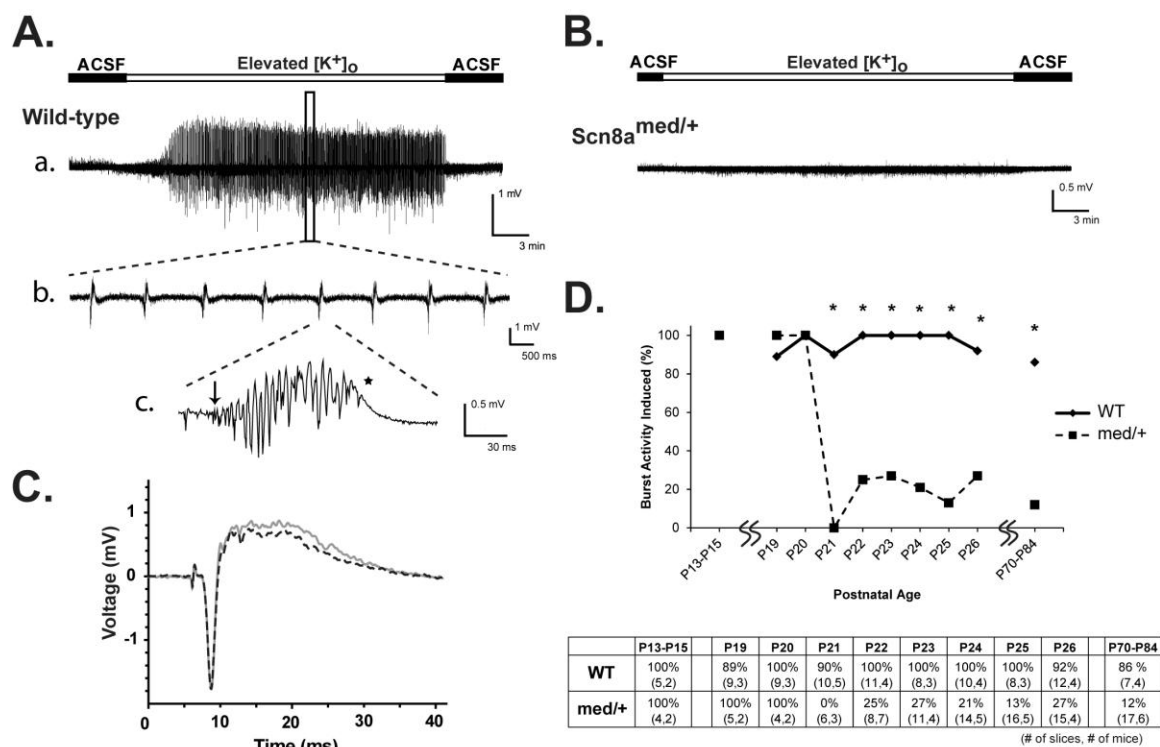 A.
ACSF Elevated [K+]o ACSF
Wild-type
a.
1 mV
3 min
b.
1 mV
500 ms
c.
0.5 mV
30 ms
B.
ACSF Elevated [K+]o ACSF
Scn8a med/+
0.5 mV
3 min
C.
Voltage (mV)
1
0
-1
0 10 20 30 40
Time (ms)
D.
* * * * * * *
Burst Activity Induced (%)
100
80
60
40
20
0
P13-P15 P19 P20 P21 P22 P23 P24 P25 P26 P70-P84
Postnatal Age
WT
med/+
P13-P15 P19 P20 P21 P22 P23 P24 P25 P26 P70-P84
WT 100% 89% 100% 90% 100% 100% 100% 100% 92% 86 %
(5,2) (9,3) (9,3) (10,5) (11,4) (8,3) (10,4) (8,3) (12,4) (7,4)
med/+ 100% 100% 100% 0% 25% 27% 21% 13% 27% 12%
(4,2) (5,2) (4,2) (6,3) (8,7) (11,4) (14,5) (16,5) (15,4) (17,6)
(# of slices, # of mice)